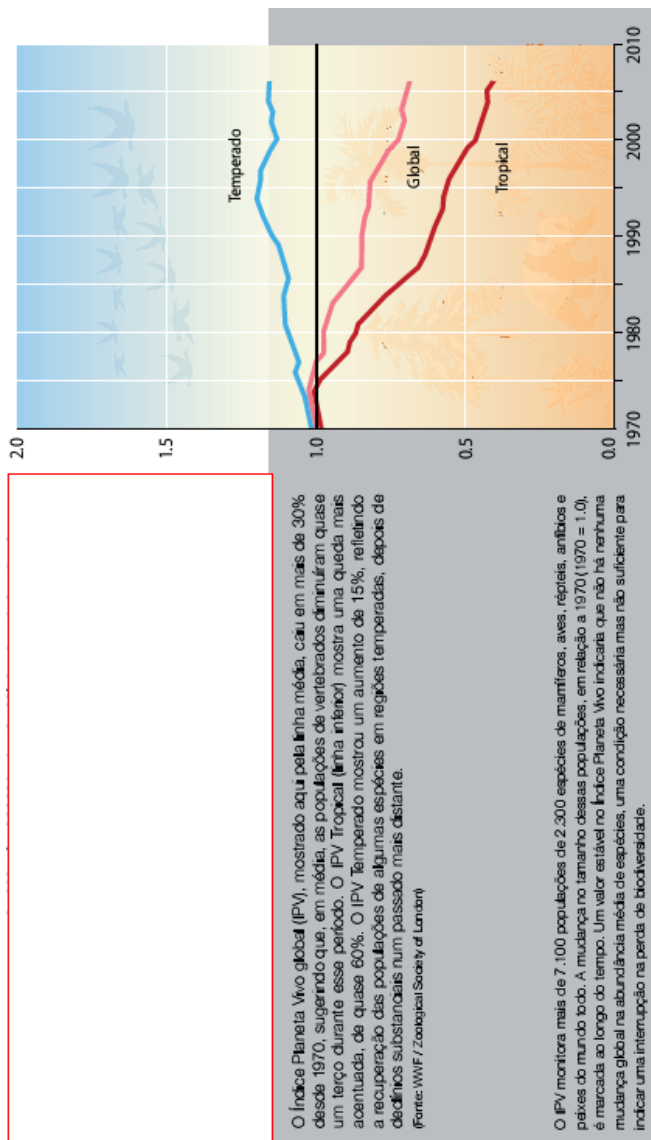 O Índice Planeta Vivo global (IPV), mostrado aqui pela linha média, caiu em mais de 30%
desde 1970, sugerindo que, em média, as populações de vertebrados diminuíram quase
um terço durante esse período. O IPV Tropical (linha inferior) mostra uma queda mais
acentuada, de quase 60%. O IPV Temperado mostrou um aumento de 15%, refletindo
a recuperação das populações de algumas espécies em regiões temperadas, depois de
declínios substanciais num passado mais distante.
(Fonte: WWF / Zoological Society of London)
O IPV monitora mais de 7.100 populações de 2.300 espécies de mamíferos, aves, répteis, anfíbios e
peixes do mundo todo. A mudança no tamanho dessas populações, em relação a 1970 (1970 = 1.0),
é marcada ao longo do tempo. Um valor estável no Índice Planeta Vivo indicaria que não há nenhuma
mudança global na abundância média de espécies, uma condição necessária mas não suficiente para
indicar uma interrupção na perda de biodiversidade.
2.0
1.5
1.0
0.5
0.0
Temperado
Global
Tropical
1970
1980
1990
2000
2010